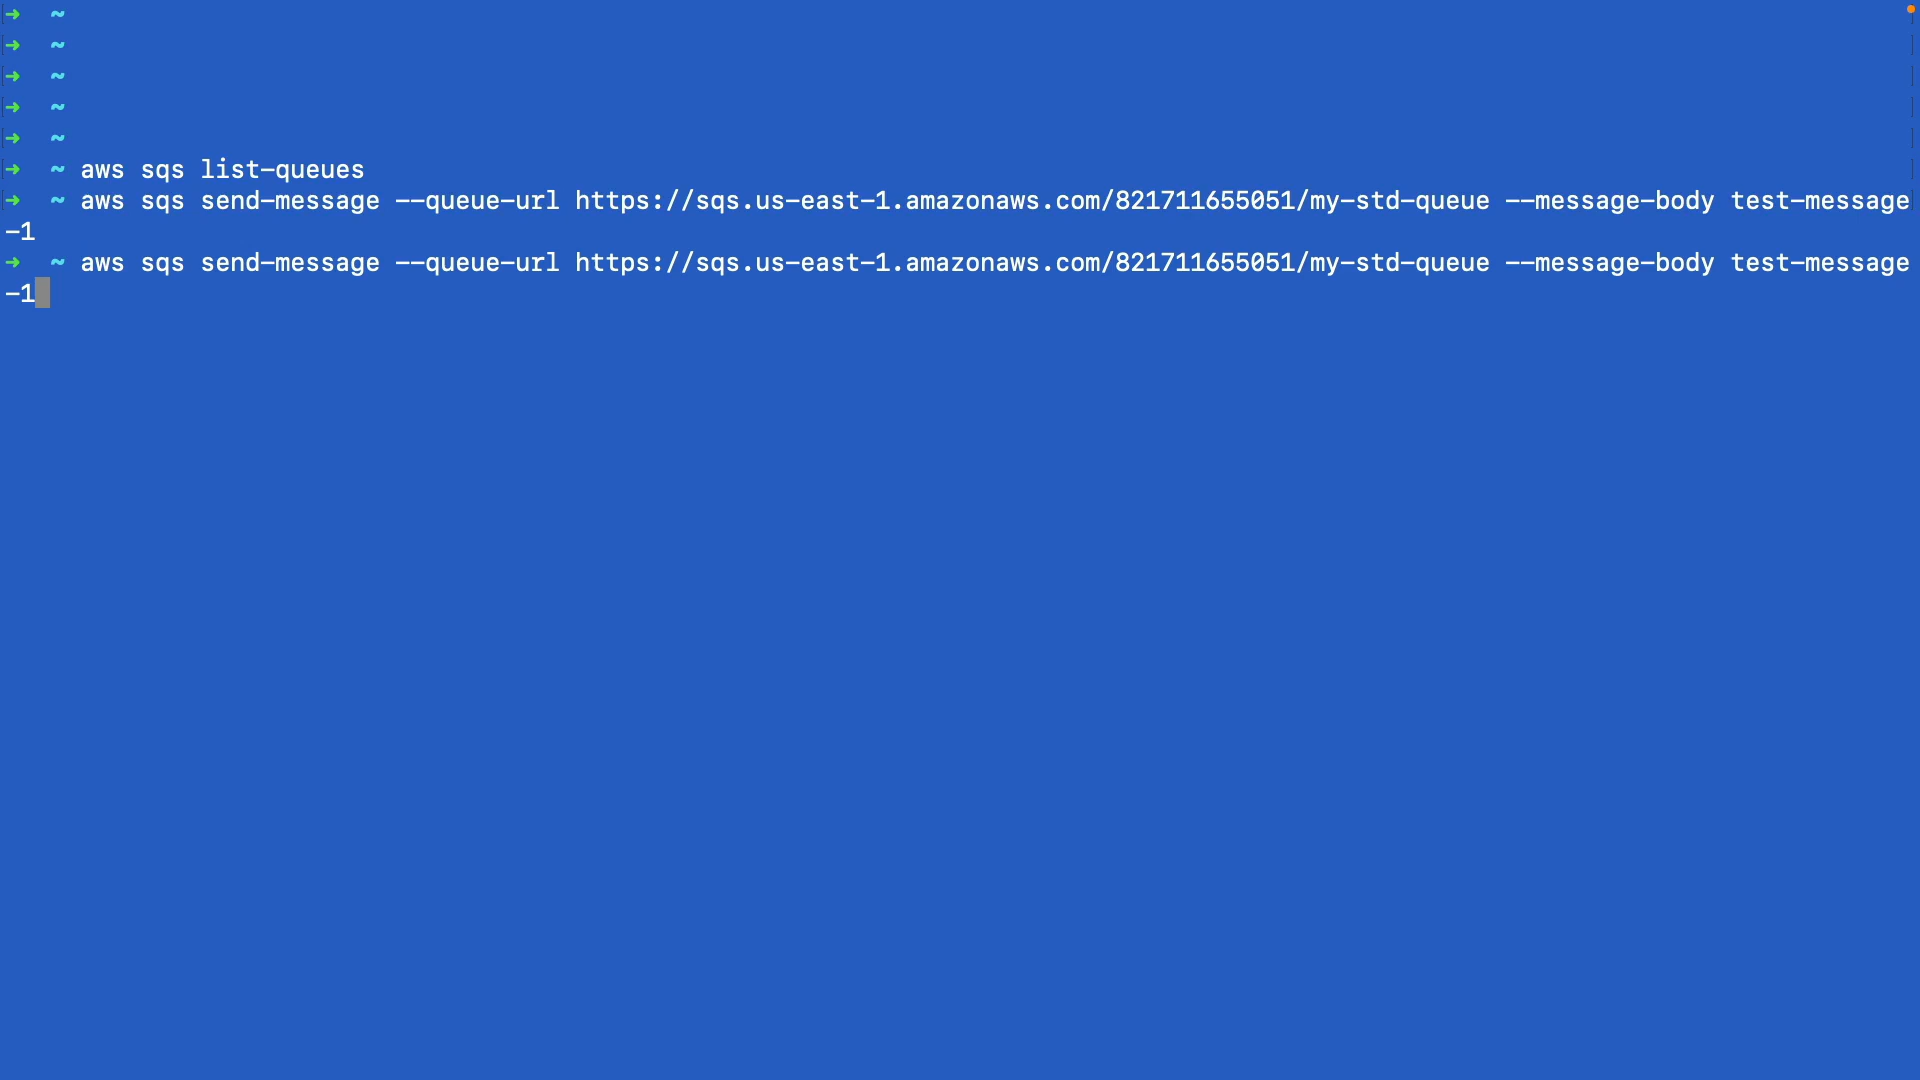 ➜ ~
➜ ~
➜ ~
➜ ~
➜ ~
➜ ~ aws sqs list-queues
➜ ~ aws sqs send-message --queue-url https://sqs.us-east-1.amazonaws.com/821711655051/my-std-queue --message-body test-message
-1
➜ ~ aws sqs send-message --queue-url https://sqs.us-east-1.amazonaws.com/821711655051/my-std-queue --message-body test-message
-1